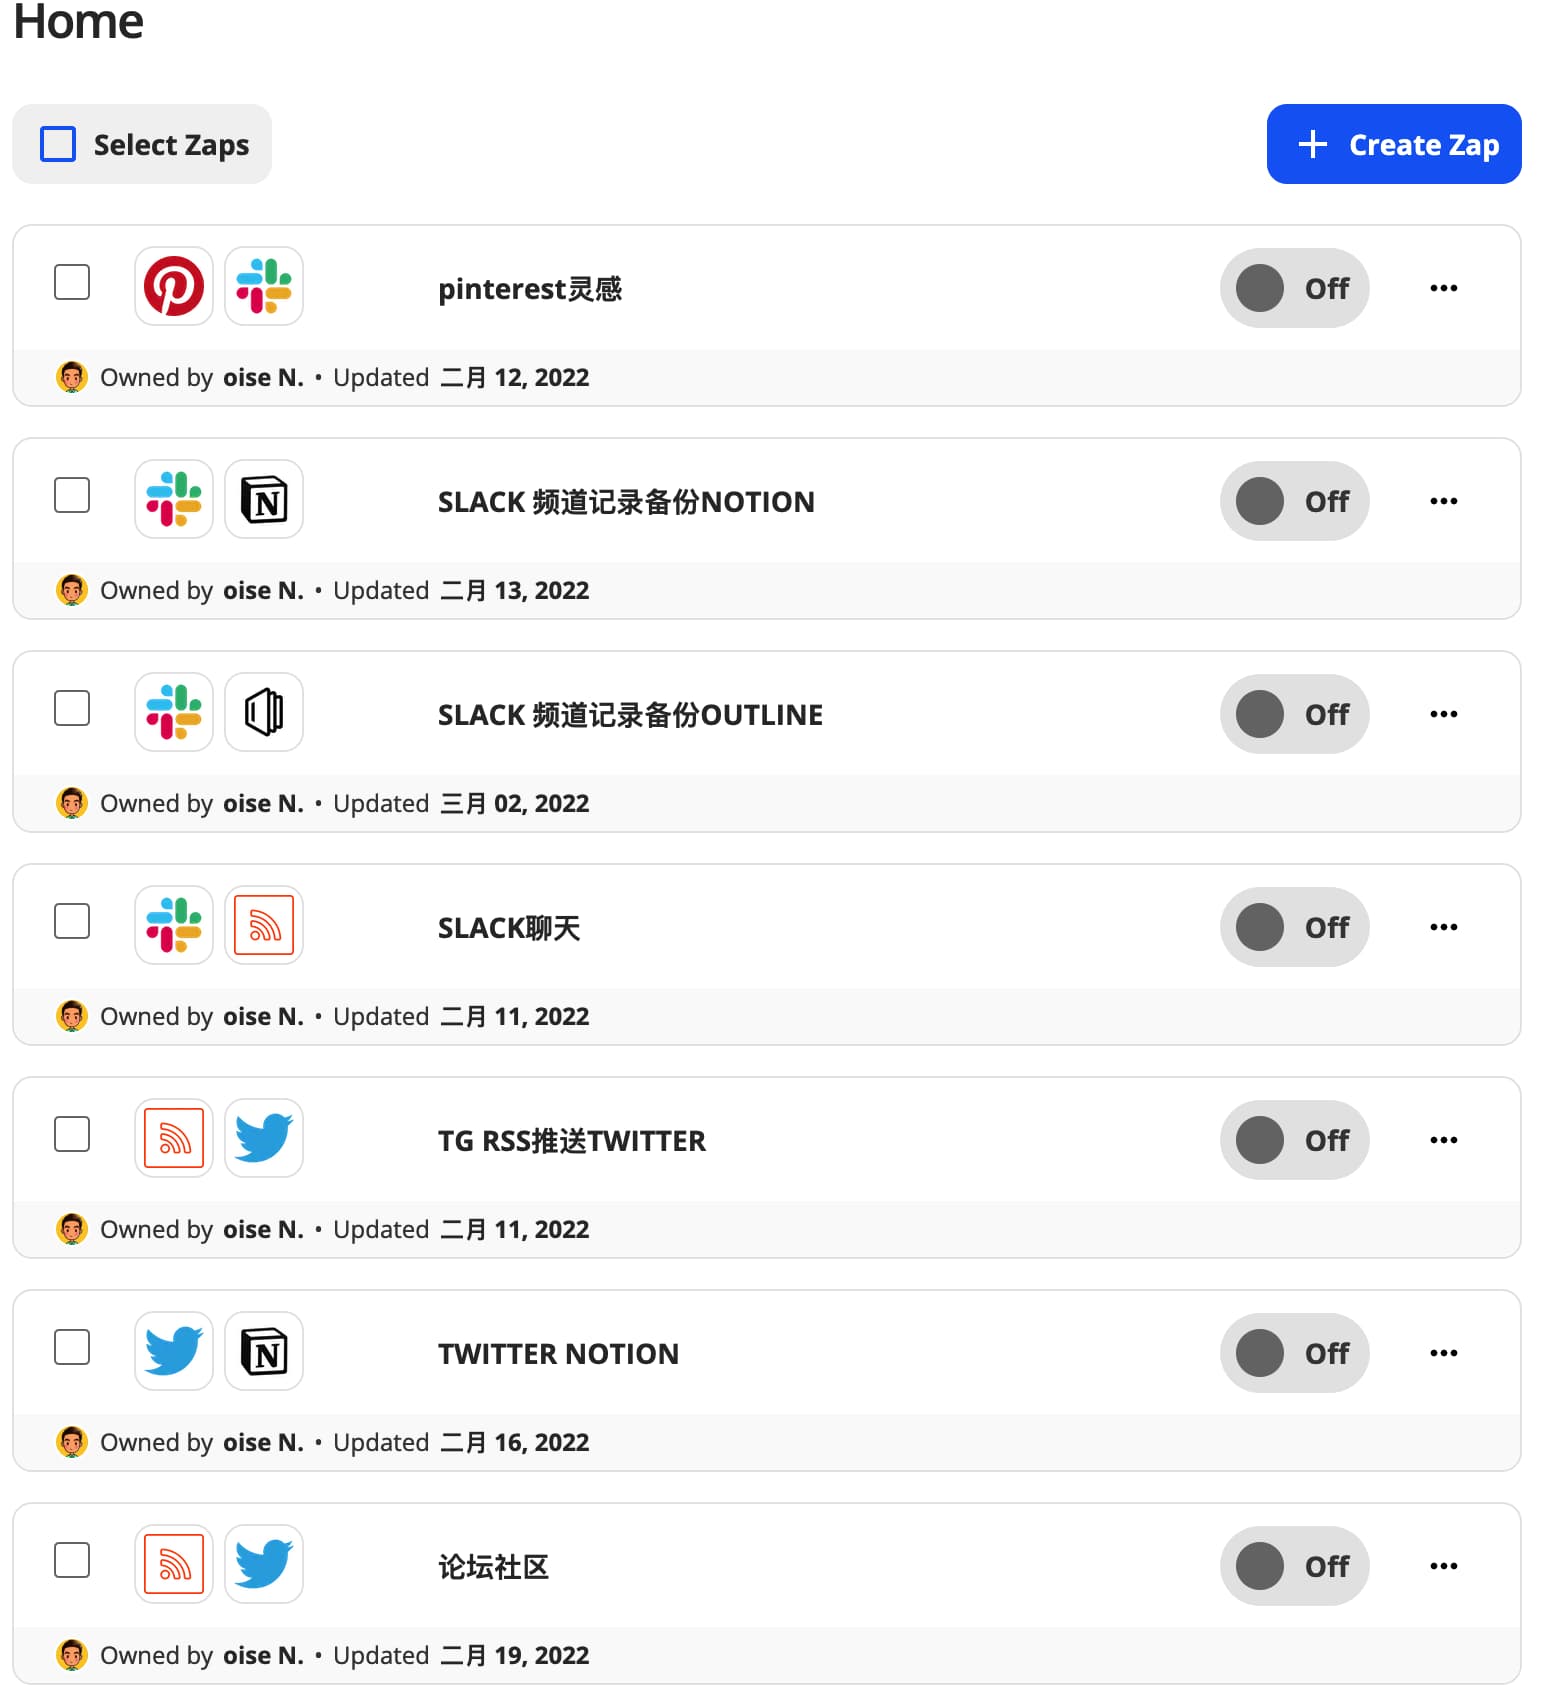 Home
Select Zaps
Create Zap
pinterest灵感
Off
Owned by oise N. • Updated 二月 12, 2022
SLACK 频道记录备份NOTION
Off
Owned by oise N. • Updated 二月 13, 2022
SLACK 频道记录备份OUTLINE
Off
Owned by oise N. • Updated 三月 02, 2022
SLACK聊天
Off
Owned by oise N. • Updated 二月 11, 2022
TG RSS推送TWITTER
Off
Owned by oise N. • Updated 二月 11, 2022
TWITTER NOTION
Off
Owned by oise N. • Updated 二月 16, 2022
论坛社区
Off
Owned by oise N. • Updated 二月 19, 2022